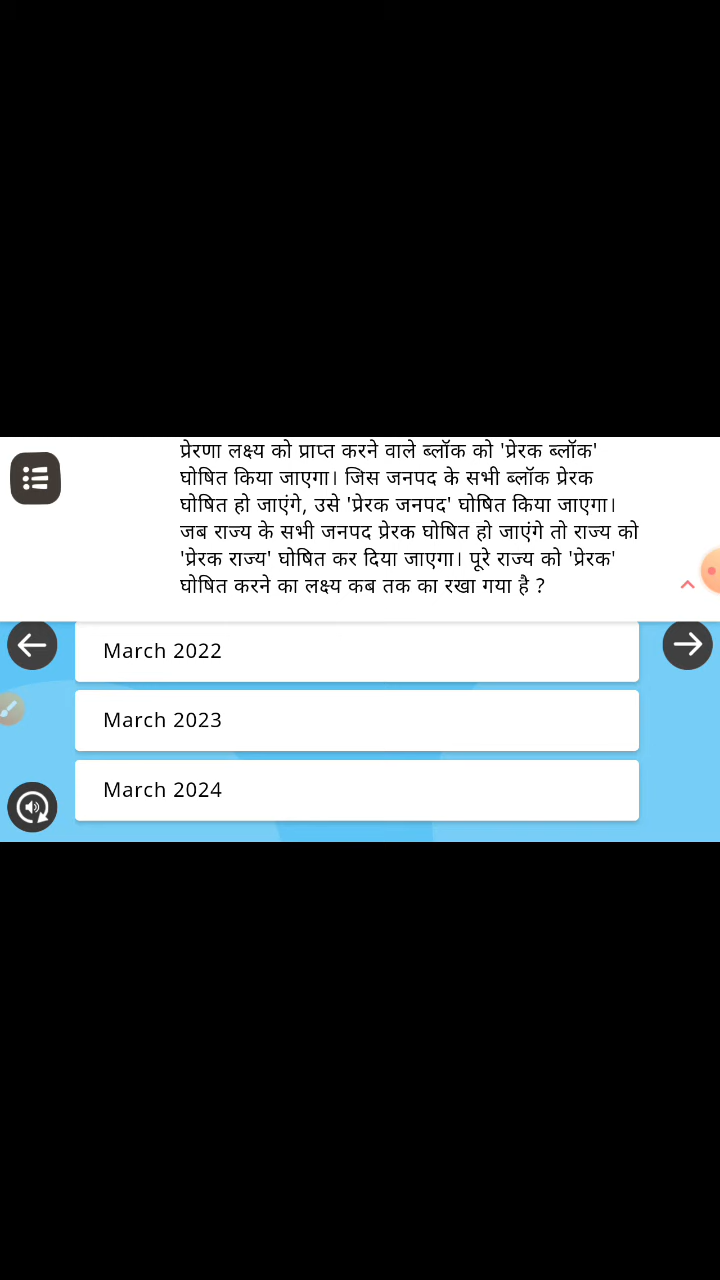 प्रेरणा लक्ष्य को प्राप्त करने वाले ब्लॉक को 'प्रेरक ब्लॉक'
घोषित किया जाएगा। जिस जनपद के सभी ब्लॉक प्रेरक
घोषित हो जाएंगे, उसे 'प्रेरक जनपद' घोषित किया जाएगा।
जब राज्य के सभी जनपद प्रेरक घोषित हो जाएंगे तो राज्य को
'प्रेरक राज्य' घोषित कर दिया जाएगा। पूरे राज्य को 'प्रेरक'
घोषित करने का लक्ष्य कब तक का रखा गया है ?
March 2022
March 2023
March 2024